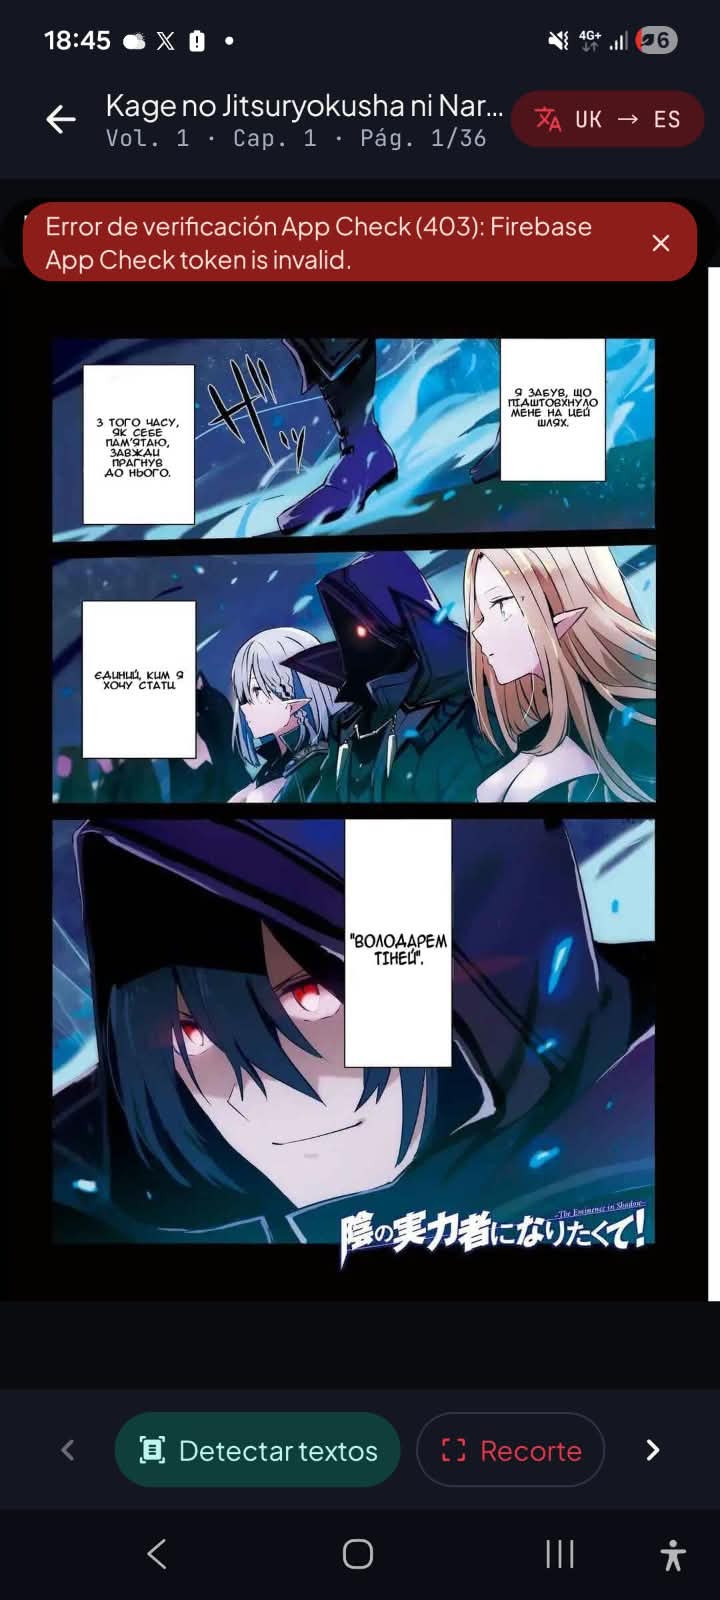 18:45
4G+
6
Kage no Jitsuryokusha ni Nar...
Vol. 1 · Cap. 1 · Pág. 1/36
UK → ES
Error de verificación App Check (403): Firebase
App Check token is invalid.
Я ЗАБУВ, ЩО
ПІДШТОВХНУЛО
МЕНЕ НА ЦЕЙ
ШЛЯХ.
З ТОГО ЧАСУ,
ЯК СЕБЕ
ПАМ'ЯТАЮ,
ЗАВЖДИ
ПРАГНУВ
ДО НЬОГО.
ЄДИНИЙ, КИМ Я
ХОЧУ СТАТИ
"ВОЛОДАРЕМ
ТІНЕЙ".
-The Eminence in Shadow-
陰の実力者になりたくて!
Detectar textos
Recorte